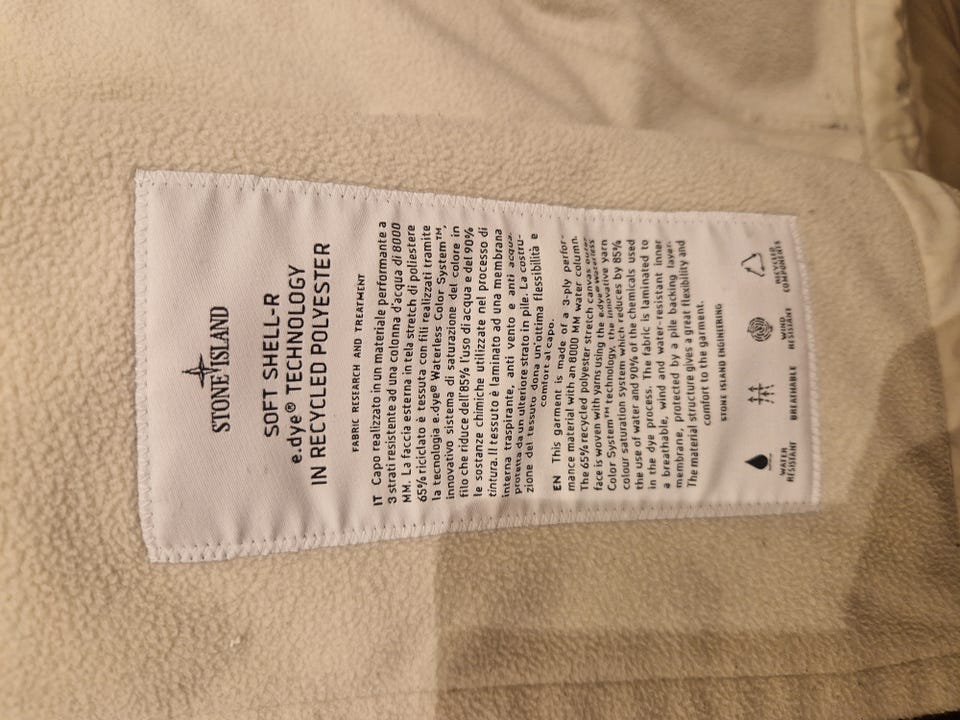 STONE ISLAND
SOFT SHELL-R
e.dye® TECHNOLOGY
IN RECYCLED POLYESTER
FABRIC RESEARCH AND TREATMENT
IT Capo realizzato in un materiale performante a
3 strati resistente ad una colonna d'acqua di 8000
MM. La faccia esterna in tela stretch di poliestere
65% riciclato è tessuta con fili realizzati tramite
la tecnologia e.dye® Waterless Color System™,
innovativo sistema di saturazione del colore in
filo che riduce dell'85% l'uso di acqua e del 90%
le sostanze chimiche utilizzate nel processo di
tintura. Il tessuto è laminato ad una membrana
interna traspirante, anti vento e anti acqua,
protetta da un ulteriore strato in pile. La costru-
zione del tessuto dona un'ottima flessibilità e
comfort al capo.
EN This garment is made of a 3-ply perfor-
mance material with an 8000 MM water column.
The 65% recycled polyester stretch canvas outer
face is woven with yarns using the e.dye® Waterless
Color System™ technology, the innovative yarn
colour saturation system which reduces by 85%
the use of water and 90% of the chemicals used
in the dye process. The fabric is laminated to
a breathable, wind and water-resistant inner
membrane, protected by a pile backing layer.
The material structure gives a great flexibility and
comfort to the garment.
STONE ISLAND ENGINEERING
WATER RESISTANT
BREATHABLE
WIND RESISTANT
RECYCLED COMPONENTS